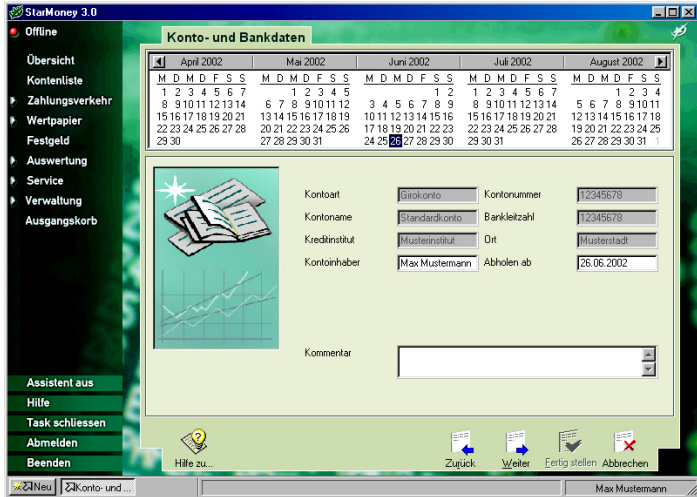 StarMoney 3.0
Offline
Konto- und Bankdaten
Übersicht
Kontenliste
Zahlungsverkehr
Wertpapier
Festgeld
Auswertung
Service
Verwaltung
Ausgangskorb
April 2002 Mai 2002 Juni 2002 Juli 2002 August 2002
M D M D F S S M D M D F S S M D M D F S S M D M D F S S M D M D F S S
1 2 3 4 5 6 7 1 2 3 4 5 1 2 1 2 3 4 5 6 7 1 2 3 4
8 9 10 11 12 13 14 6 7 8 9 10 11 12 3 4 5 6 7 8 9 8 9 10 11 12 13 14 5 6 7 8 9 10 11
15 16 17 18 19 20 21 13 14 15 16 17 18 19 10 11 12 13 14 15 16 15 16 17 18 19 20 21 12 13 14 15 16 17 18
22 23 24 25 26 27 28 20 21 22 23 24 25 26 17 18 19 20 21 22 23 22 23 24 25 26 27 28 19 20 21 22 23 24 25
29 30 27 28 29 30 31 24 25 26 27 28 29 30 29 30 31 26 27 28 29 30 31 1
Kontoart Girokonto Kontonummer 12345678
Kontoname Standardkonto Bankleitzahl 12345678
Kreditinstitut Musterinstitut Ort Musterstadt
Kontoinhaber Max Mustermann Abholen ab 26.06.2002
Kommentar
Assistent aus
Hilfe
Task schliessen
Abmelden
Beenden
Hilfe zu... Zurück Weiter Fertig stellen Abbrechen
Neu Konto- und ... Max Mustermann